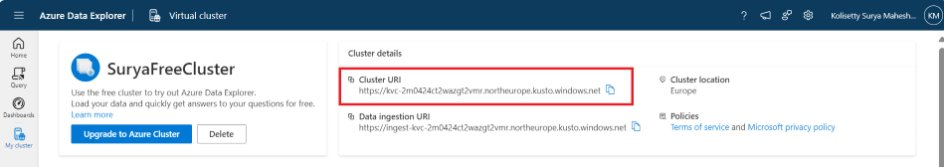 Azure Data Explorer | Virtual cluster ? Kolisetty Surya Mahesh... KM
Home
Query
Dashboards
My cluster
SuryaFreeCluster
Use the free cluster to try out Azure Data Explorer.
Load your data and quickly get answers to your questions for free.
Learn more
Upgrade to Azure Cluster Delete
Cluster details
Cluster URI
https://kvc-2m0424ct2wazgt2vmr.northeurope.kusto.windows.net
Data ingestion URI
https://ingest-kvc-2m0424ct2wazgt2vmr.northeurope.kusto.windows.net
Cluster location
Europe
Policies
Terms of service and Microsoft privacy policy